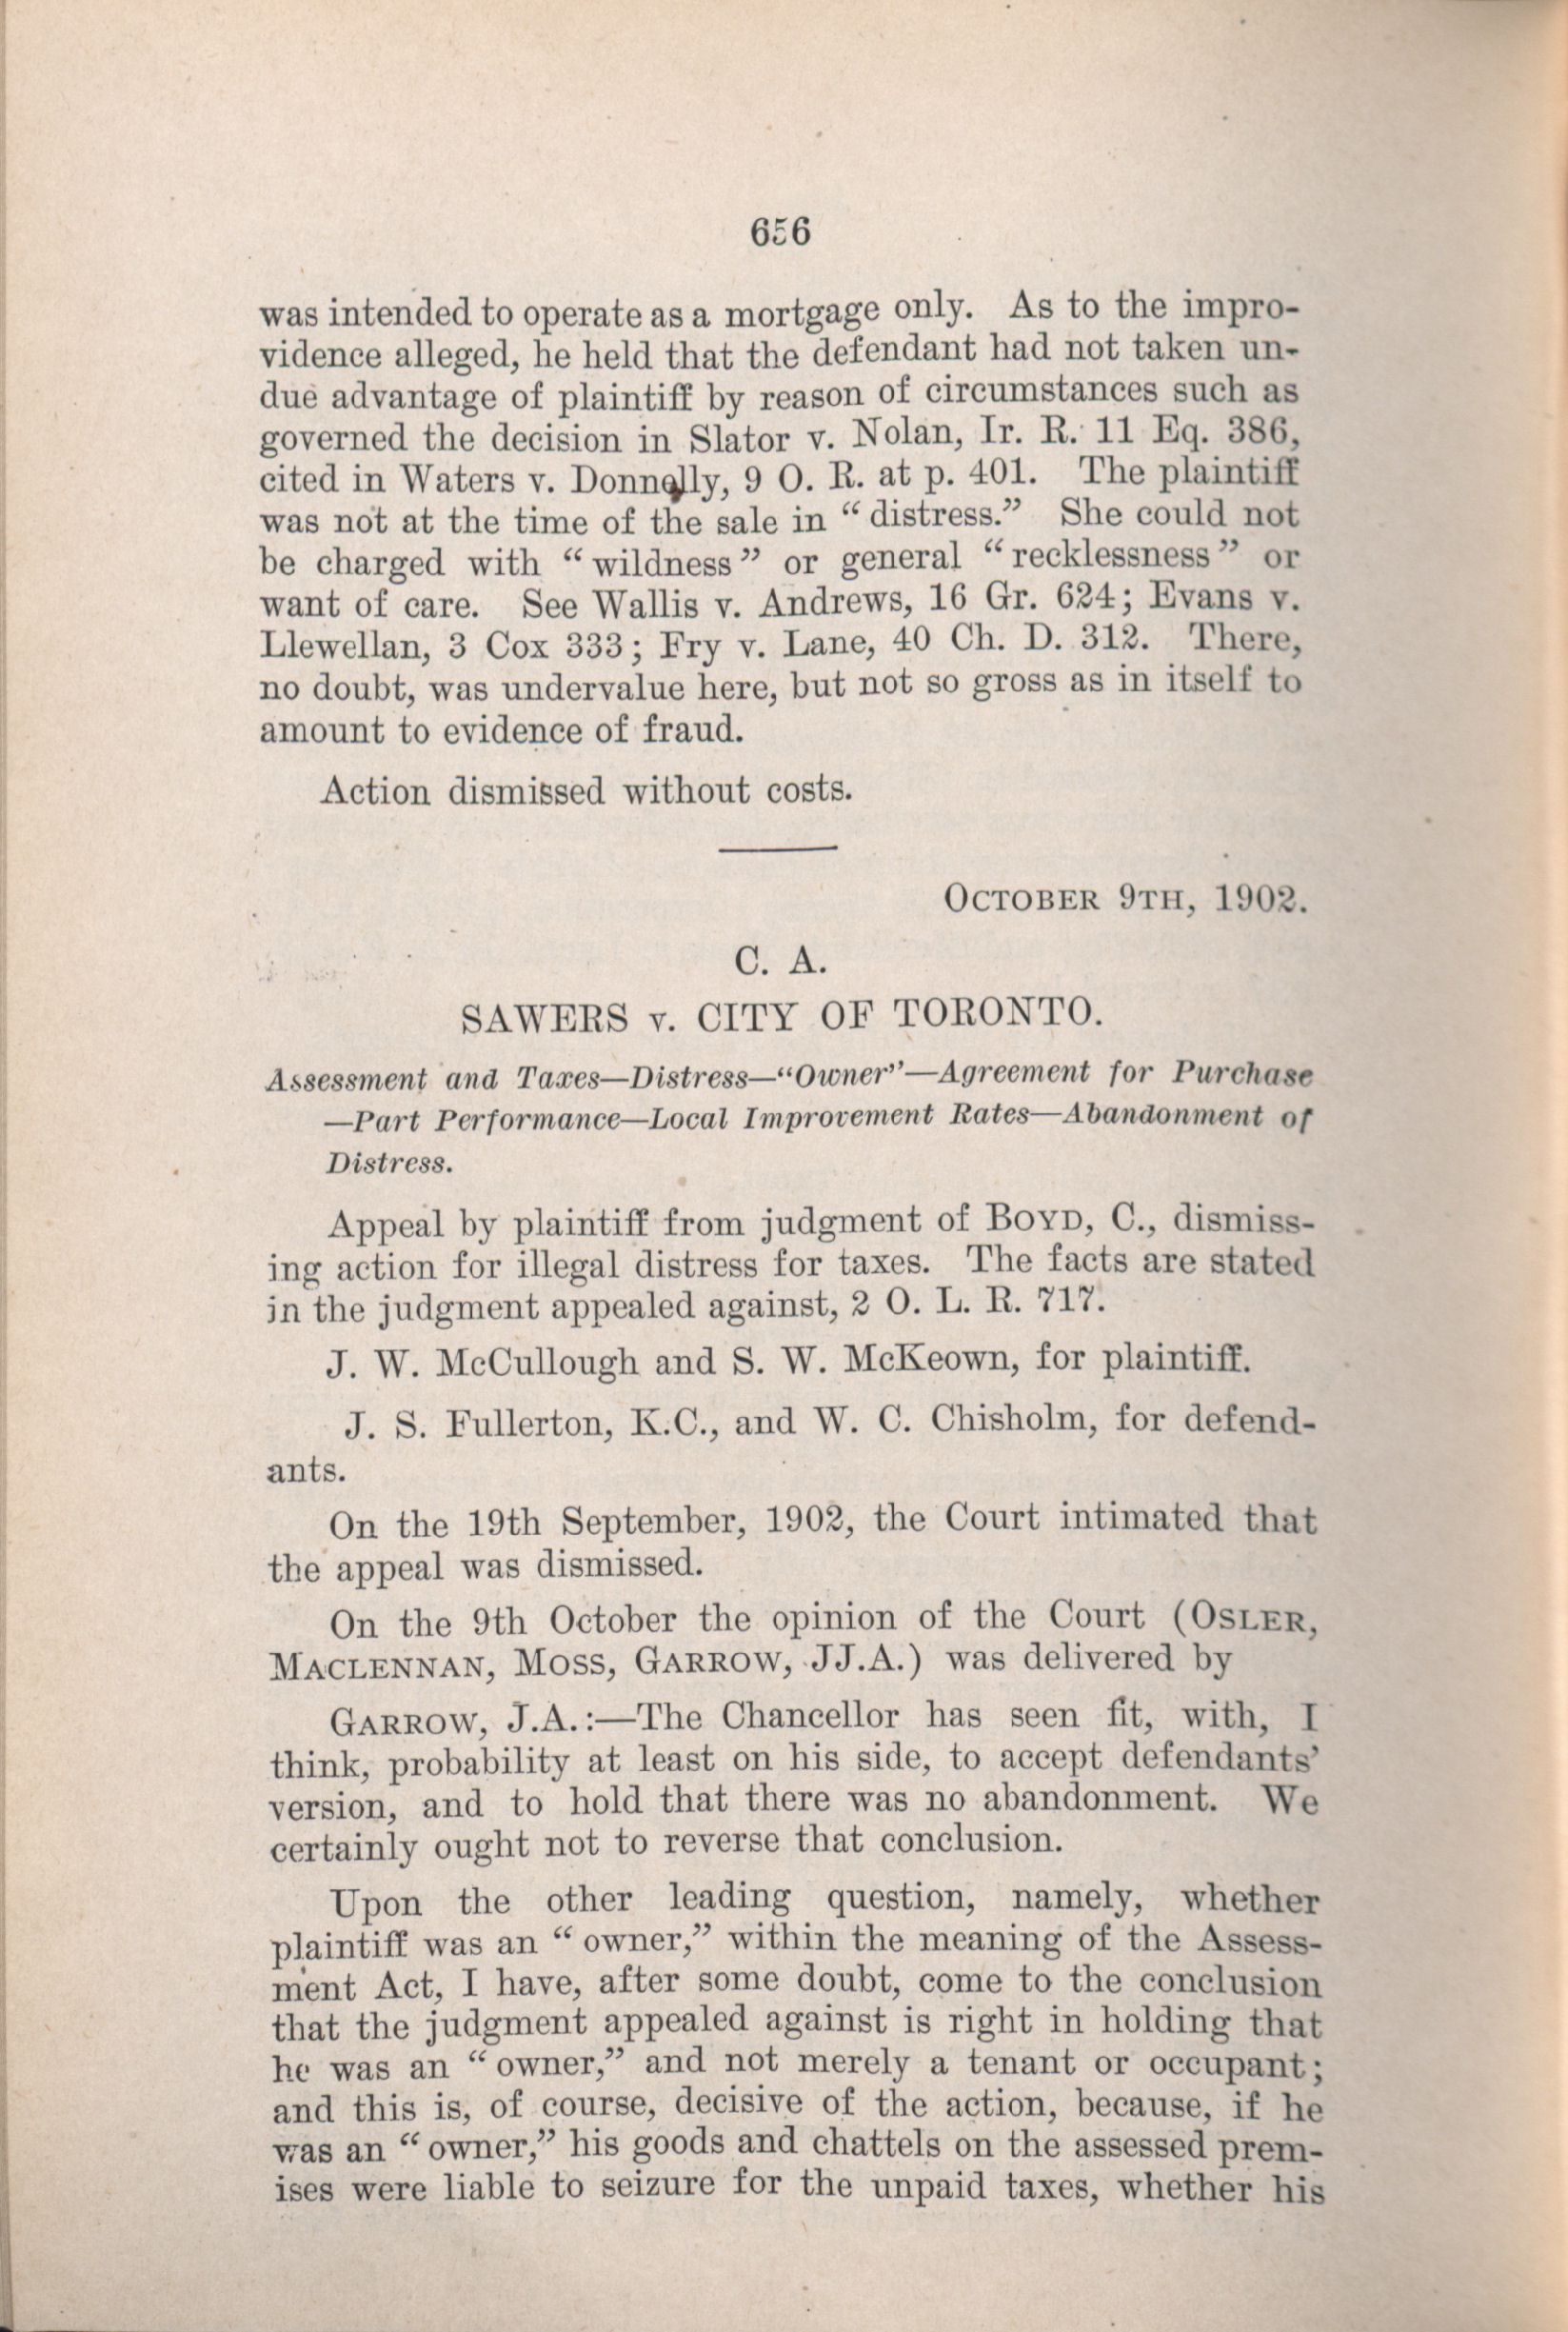 656
was intended to operate as a mortgage only. As to the impro-
vidence alleged, he held that the defendant had not taken un-
due advantage of plaintiff by reason of circumstances such as
governed the decision in Slator v. Nolan, Ir. R. 11 Eq. 386,
cited in Waters v. Donnelly, 9 O. R. at p. 401. The plaintiff
was not at the time of the sale in “ distress.” She could not
be charged with “ wildness ” or general “ recklessness ” or
want of care. See Wallis v. Andrews, 16 Gr. 624; Evans v.
Llewellan, 3 Cox 333; Fry v. Lane, 40 Ch. D. 312. There,
no doubt, was undervalue here, but not so gross as in itself to
amount to evidence of fraud.
Action dismissed without costs.
OCTOBER 9TH, 1902.
C. A.
SAWERS v. CITY OF TORONTO.
Assessment and Taxes—Distress—“Owner”—Agreement for Purchase
—Part Performance—Local Improvement Rates—Abandonment of
Distress.
Appeal by plaintiff from judgment of BOYD, C., dismiss-
ing action for illegal distress for taxes. The facts are stated
in the judgment appealed against, 2 O. L. R. 717.
J. W. McCullough and S. W. McKeown, for plaintiff.
J. S. Fullerton, K.C., and W. C. Chisholm, for defend-
ants.
On the 19th September, 1902, the Court intimated that
the appeal was dismissed.
On the 9th October the opinion of the Court (OSLER,
MACLENNAN, MOSS, GARROW, JJ.A.) was delivered by
GARROW, J.A.:—The Chancellor has seen fit, with, I
think, probability at least on his side, to accept defendants’
version, and to hold that there was no abandonment. We
certainly ought not to reverse that conclusion.
Upon the other leading question, namely, whether
plaintiff was an “ owner,” within the meaning of the Assess-
ment Act, I have, after some doubt, come to the conclusion
that the judgment appealed against is right in holding that
he was an “ owner,” and not merely a tenant or occupant;
and this is, of course, decisive of the action, because, if he
was an “ owner,” his goods and chattels on the assessed prem-
ises were liable to seizure for the unpaid taxes, whether his